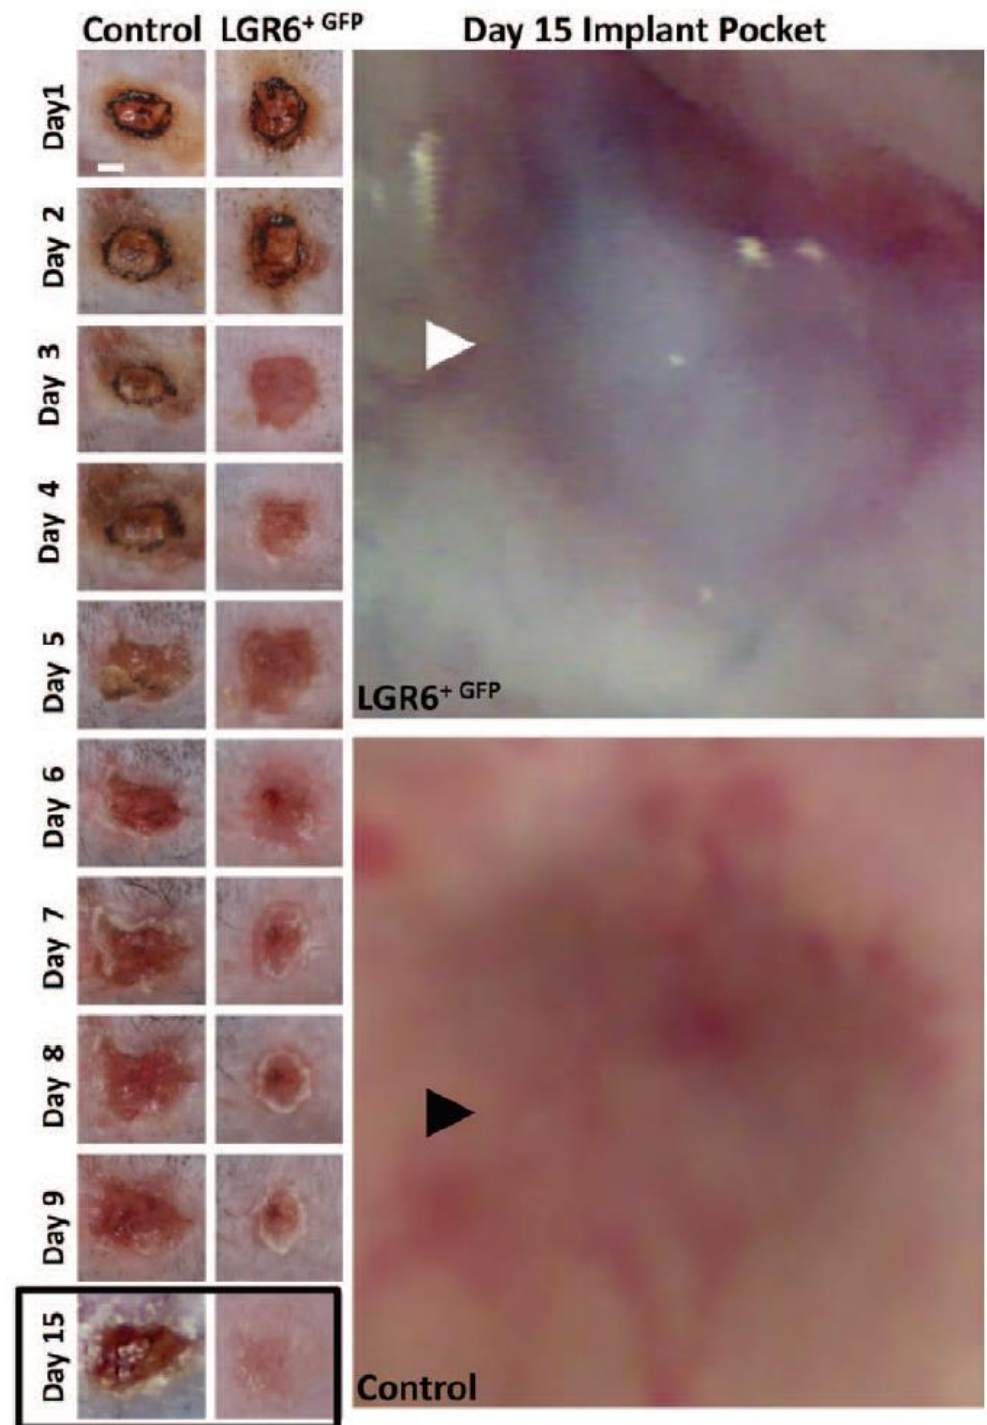 Control LGR6+ GFP Day 15 Implant Pocket
Day1
Day 2
Day 3
Day 4
Day 5
LGR6+ GFP
Day 6
Day 7
Day 8
Day 9
Day 15
Control